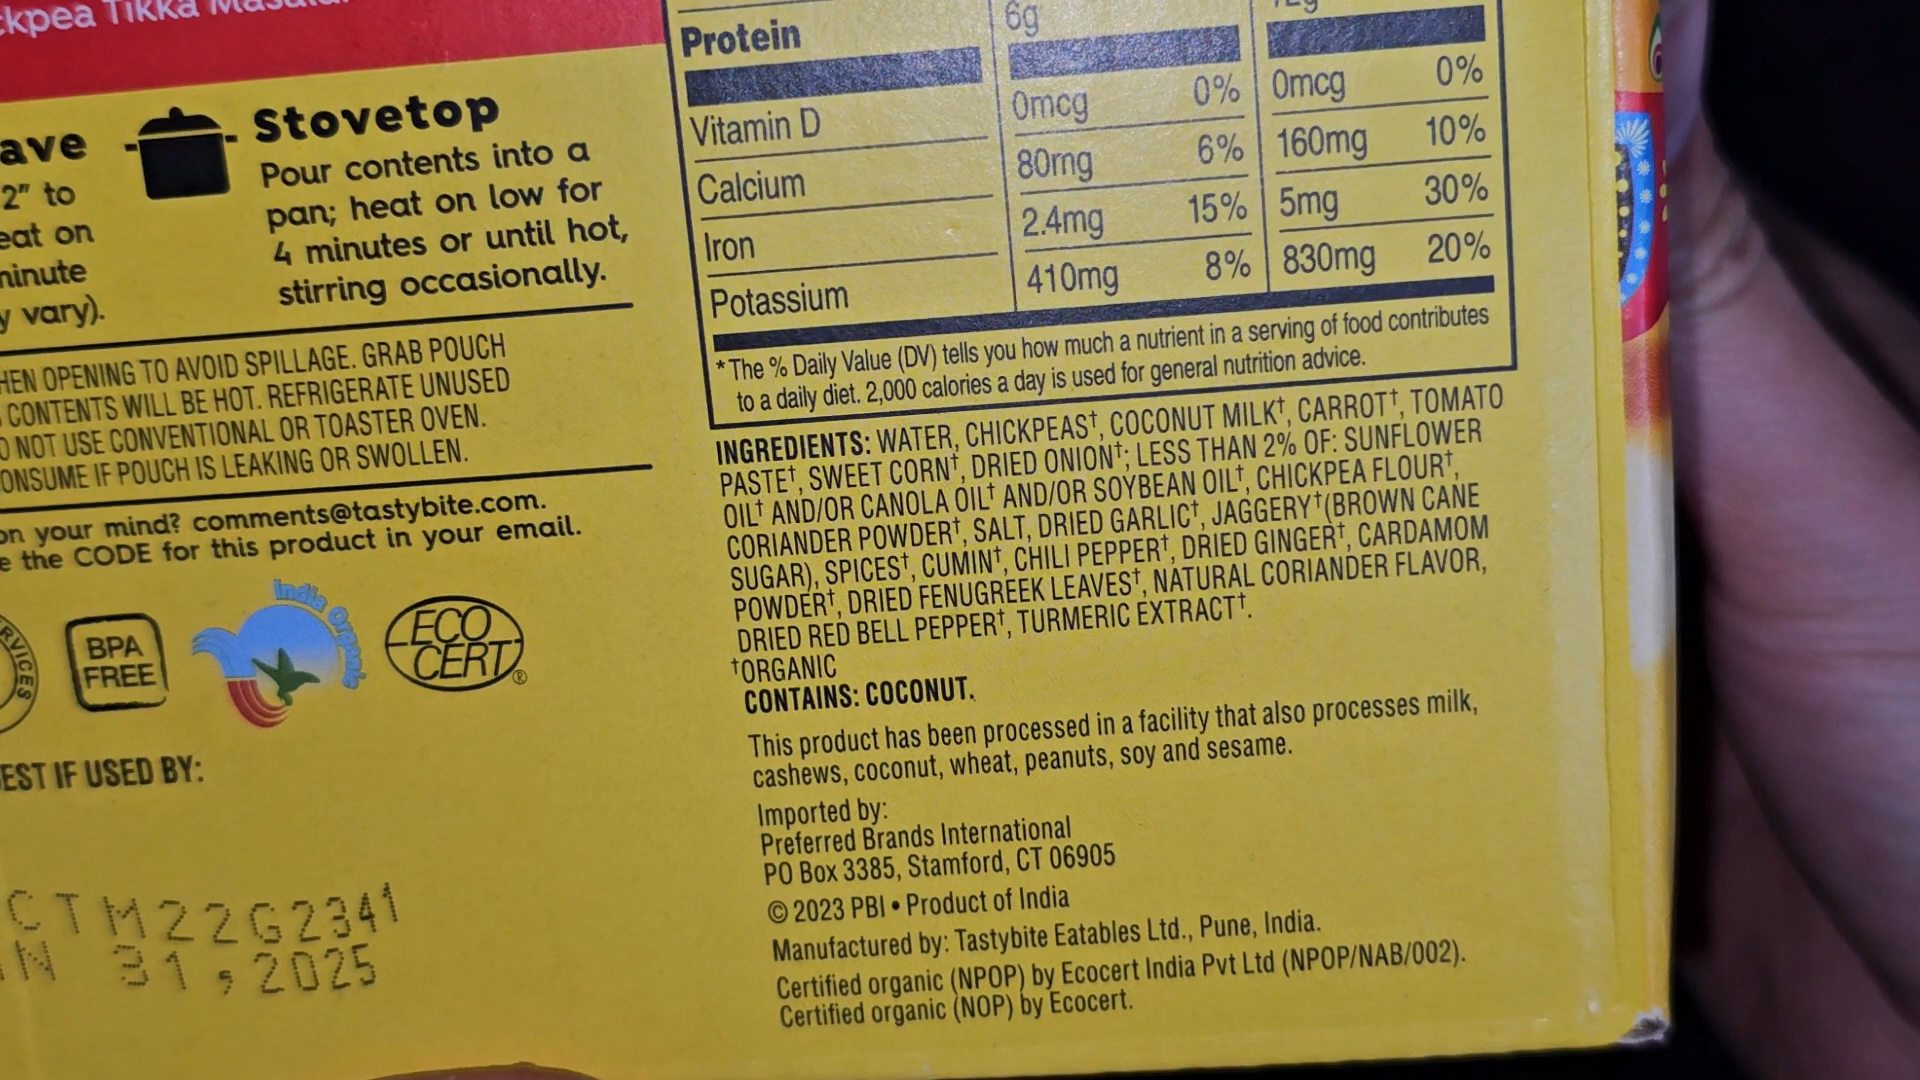 Tikka
ave
2" to
eat on
minute
y vary).
Stovetop
Pour contents into a
pan; heat on low for
4 minutes or until hot,
stirring occasionally.
HEN OPENING TO AVOID SPILLAGE. GRAB POUCH
CONTENTS WILL BE HOT. REFRIGERATE UNUSED
O NOT USE CONVENTIONAL OR TOASTER OVEN.
ONSUME IF POUCH IS LEAKING OR SWOLLEN.
on your mind? comments@tastybite.com.
e the CODE for this product in your email.
RVICES
BPA
FREE
India Organic
ECO
CERT®
EST IF USED BY:
CTM22G2341
N 31,2025
Protein 6g
Vitamin D 0mcg 0% 0mcg 0%
Calcium 80mg 6% 160mg 10%
Iron 2.4mg 15% 5mg 30%
Potassium 410mg 8% 830mg 20%
*The % Daily Value (DV) tells you how much a nutrient in a serving of food contributes
to a daily diet. 2,000 calories a day is used for general nutrition advice.
INGREDIENTS: WATER, CHICKPEAS†, COCONUT MILK†, CARROT†, TOMATO
PASTE†, SWEET CORN†, DRIED ONION†; LESS THAN 2% OF: SUNFLOWER
OIL† AND/OR CANOLA OIL† AND/OR SOYBEAN OIL†, CHICKPEA FLOUR†,
CORIANDER POWDER†, SALT, DRIED GARLIC†, JAGGERY†(BROWN CANE
SUGAR), SPICES†, CUMIN†, CHILI PEPPER†, DRIED GINGER†, CARDAMOM
POWDER†, DRIED FENUGREEK LEAVES†, NATURAL CORIANDER FLAVOR,
DRIED RED BELL PEPPER†, TURMERIC EXTRACT†.
†ORGANIC
CONTAINS: COCONUT.
This product has been processed in a facility that also processes milk,
cashews, coconut, wheat, peanuts, soy and sesame.
Imported by:
Preferred Brands International
PO Box 3385, Stamford, CT 06905
© 2023 PBI • Product of India
Manufactured by: Tastybite Eatables Ltd., Pune, India.
Certified organic (NPOP) by Ecocert India Pvt Ltd (NPOP/NAB/002).
Certified organic (NOP) by Ecocert.